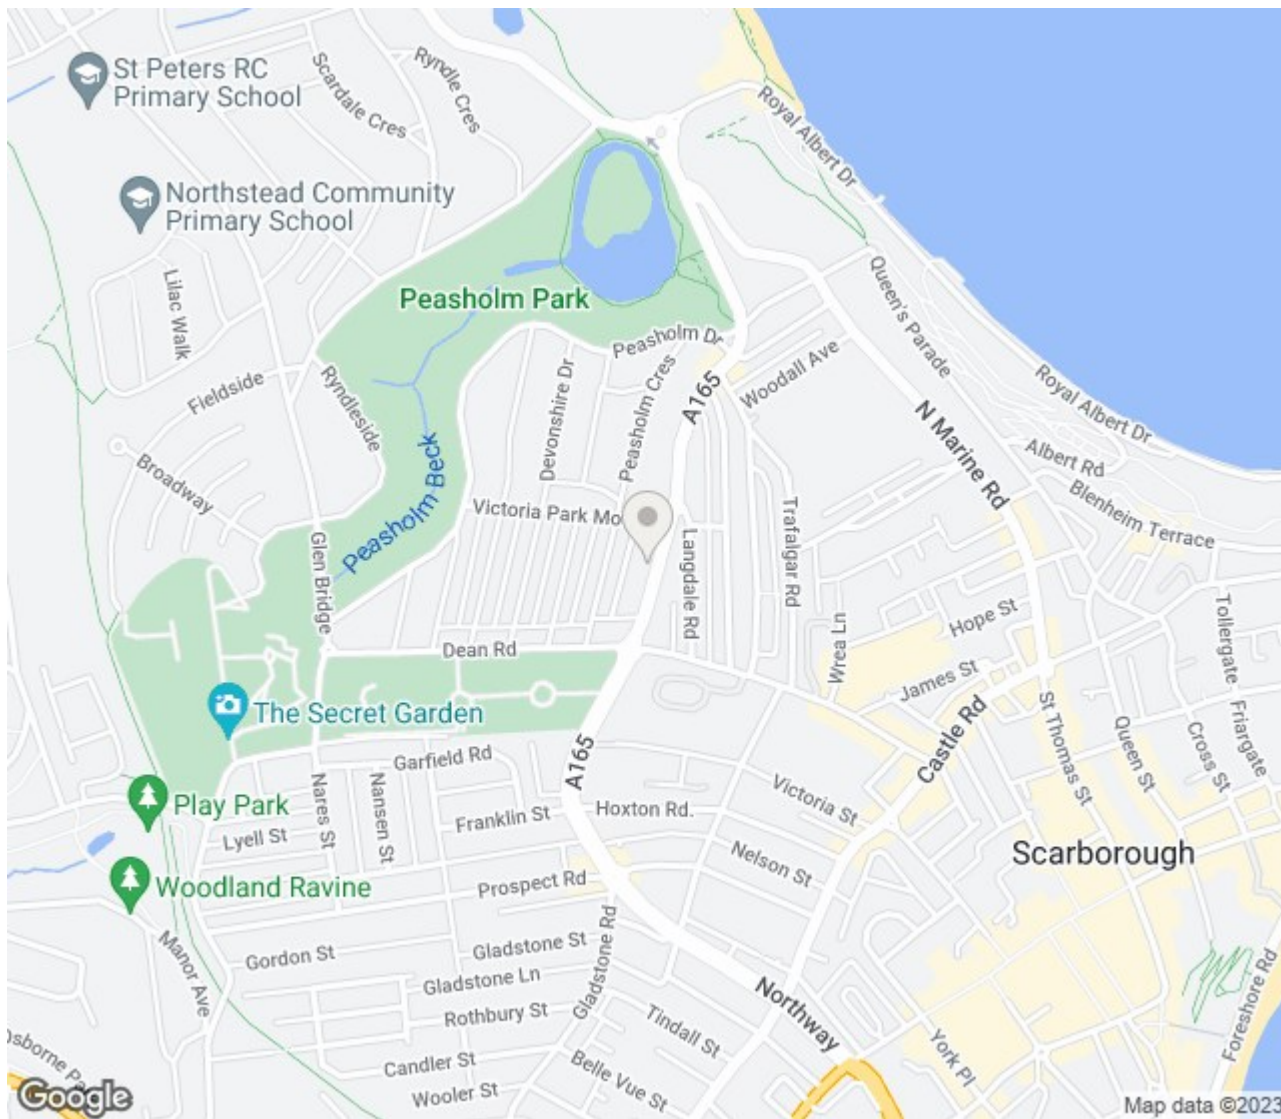 St Peters RC
Primary School
Scardale Cres
Ryndle Cres
Royal Albert Dr
Northstead Community
Primary School
Lilac Walk
Queen's Parade
Peasholm Park
Peasholm Dr
Woodall Ave
Royal Albert Dr
Fieldside
Ryndleside
Devonshire Dr
Peasholm Cres
A165
N Marine Rd
Albert Rd
Broadway
Peasholm Beck
Blenheim Terrace
Victoria Park Mo
Trafalgar Rd
Langdale Rd
Glen Bridge
Hope St
Tollergate
Wrea Ln
Dean Rd
James St
Castle Rd
St Thomas St
Friargate
The Secret Garden
Queen St
Cross St
Garfield Rd
A165
Nares St
Nansen St
Victoria St
Play Park
Franklin St
Hoxton Rd.
Lyell St
Nelson St
Scarborough
Woodland Ravine
Prospect Rd
Gladstone Rd
Manor Ave
Gordon St
Gladstone St
Gladstone Ln
Northway
Foreshore Rd
Rothbury St
Tindall St
York Pl
Candler St
Belle Vue St
Wooler St
Google
Map data ©2023